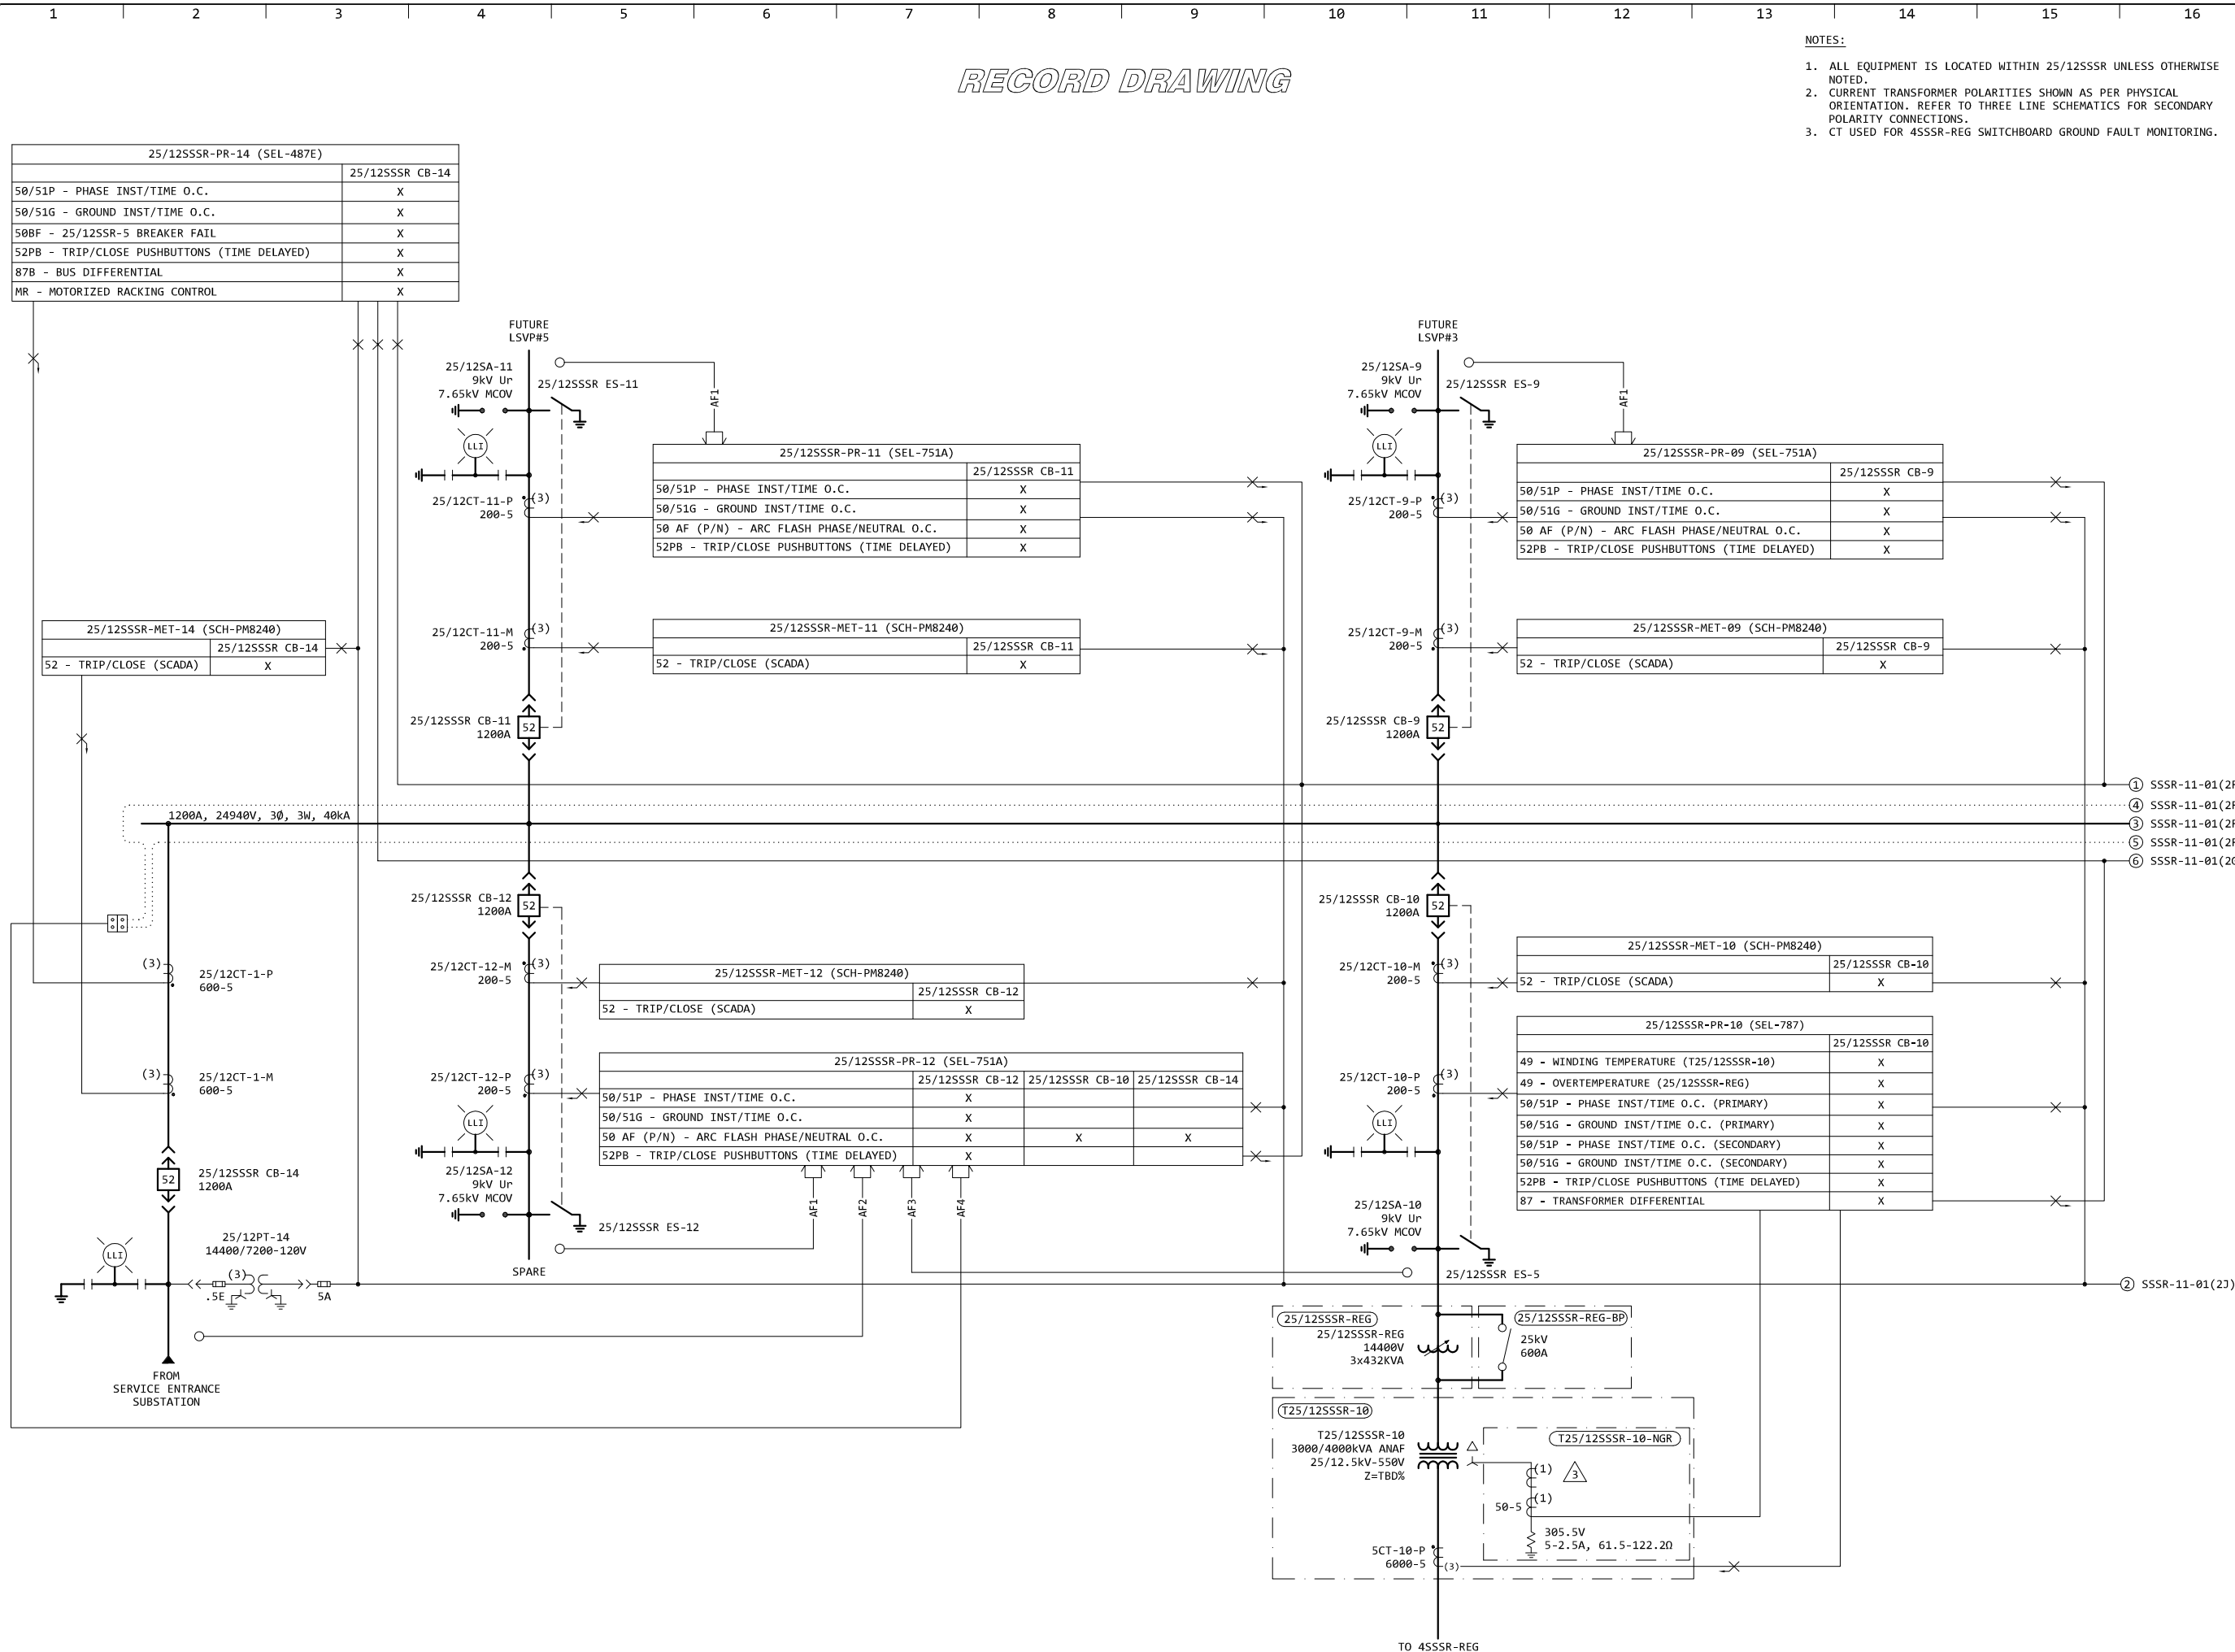 1 2 3 4 5 6 7 8 9 10 11 12 13 14 15 16
RECORD DRAWING
NOTES:
1. ALL EQUIPMENT IS LOCATED WITHIN 25/12SSSR UNLESS OTHERWISE
NOTED.
2. CURRENT TRANSFORMER POLARITIES SHOWN AS PER PHYSICAL
ORIENTATION. REFER TO THREE LINE SCHEMATICS FOR SECONDARY
POLARITY CONNECTIONS.
3. CT USED FOR 4SSSR-REG SWITCHBOARD GROUND FAULT MONITORING.
25/12SSSR-PR-14 (SEL-487E)
25/12SSSR CB-14
50/51P - PHASE INST/TIME O.C. X
50/51G - GROUND INST/TIME O.C. X
50BF - 25/12SSR-5 BREAKER FAIL X
52PB - TRIP/CLOSE PUSHBUTTONS (TIME DELAYED) X
87B - BUS DIFFERENTIAL X
MR - MOTORIZED RACKING CONTROL X
FUTURE
LSVP#5
25/12SA-11
9kV Ur
7.65kV MCOV
25/12SSSR ES-11
AF1
LLI
25/12CT-11-P
200-5
(3)
25/12SSSR-PR-11 (SEL-751A)
25/12SSSR CB-11
50/51P - PHASE INST/TIME O.C. X
50/51G - GROUND INST/TIME O.C. X
50 AF (P/N) - ARC FLASH PHASE/NEUTRAL O.C. X
52PB - TRIP/CLOSE PUSHBUTTONS (TIME DELAYED) X
25/12CT-11-M
200-5
(3)
25/12SSSR-MET-11 (SCH-PM8240)
25/12SSSR CB-11
52 - TRIP/CLOSE (SCADA) X
25/12SSSR CB-11
1200A
52
FUTURE
LSVP#3
25/12SA-9
9kV Ur
7.65kV MCOV
25/12SSSR ES-9
AF1
LLI
25/12CT-9-P
200-5
(3)
25/12SSSR-PR-09 (SEL-751A)
25/12SSSR CB-9
50/51P - PHASE INST/TIME O.C. X
50/51G - GROUND INST/TIME O.C. X
50 AF (P/N) - ARC FLASH PHASE/NEUTRAL O.C. X
52PB - TRIP/CLOSE PUSHBUTTONS (TIME DELAYED) X
25/12CT-9-M
200-5
(3)
25/12SSSR-MET-09 (SCH-PM8240)
25/12SSSR CB-9
52 - TRIP/CLOSE (SCADA) X
25/12SSSR CB-9
1200A
52
25/12SSSR-MET-14 (SCH-PM8240)
25/12SSSR CB-14
52 - TRIP/CLOSE (SCADA) X
1200A, 24940V, 3Ø, 3W, 40kA
1 SSSR-11-01(2
4 SSSR-11-01(2
3 SSSR-11-01(2
5 SSSR-11-01(2
6 SSSR-11-01(2
(3)
25/12CT-1-P
600-5
(3)
25/12CT-1-M
600-5
52
25/12SSSR CB-14
1200A
LLI
25/12PT-14
14400/7200-120V
(3)
.5E
5A
FROM
SERVICE ENTRANCE
SUBSTATION
25/12SSSR CB-12
1200A
52
25/12CT-12-M
200-5
(3)
25/12SSSR-MET-12 (SCH-PM8240)
25/12SSSR CB-12
52 - TRIP/CLOSE (SCADA) X
25/12CT-12-P
200-5
(3)
LLI
25/12SSSR-PR-12 (SEL-751A)
25/12SSSR CB-12 25/12SSSR CB-10 25/12SSSR CB-14
50/51P - PHASE INST/TIME O.C. X
50/51G - GROUND INST/TIME O.C. X
50 AF (P/N) - ARC FLASH PHASE/NEUTRAL O.C. X X X
52PB - TRIP/CLOSE PUSHBUTTONS (TIME DELAYED) X
25/12SA-12
9kV Ur
7.65kV MCOV
25/12SSSR ES-12
AF1 AF2 AF3 AF4
SPARE
25/12SSSR CB-10
1200A
52
25/12CT-10-M
200-5
(3)
25/12SSSR-MET-10 (SCH-PM8240)
25/12SSSR CB-10
52 - TRIP/CLOSE (SCADA) X
25/12CT-10-P
200-5
(3)
LLI
25/12SSSR-PR-10 (SEL-787)
25/12SSSR CB-10
49 - WINDING TEMPERATURE (T25/12SSSR-10) X
49 - OVERTEMPERATURE (25/12SSSR-REG) X
50/51P - PHASE INST/TIME O.C. (PRIMARY) X
50/51G - GROUND INST/TIME O.C. (PRIMARY) X
50/51P - PHASE INST/TIME O.C. (SECONDARY) X
50/51G - GROUND INST/TIME O.C. (SECONDARY) X
52PB - TRIP/CLOSE PUSHBUTTONS (TIME DELAYED) X
87 - TRANSFORMER DIFFERENTIAL X
25/12SA-10
9kV Ur
7.65kV MCOV
25/12SSSR ES-5
2 SSSR-11-01(2J)
25/12SSSR-REG
25/12SSSR-REG
14400V
3x432KVA
25/12SSSR-REG-BP
25kV
600A
T25/12SSSR-10
T25/12SSSR-10
3000/4000kVA ANAF
25/12.5kV-550V
Z=TBD%
T25/12SSSR-10-NGR
(1)
3
(1)
50-5
305.5V
5-2.5A, 61.5-122.2Ω
5CT-10-P
6000-5
(3)
TO 4SSSR-REG